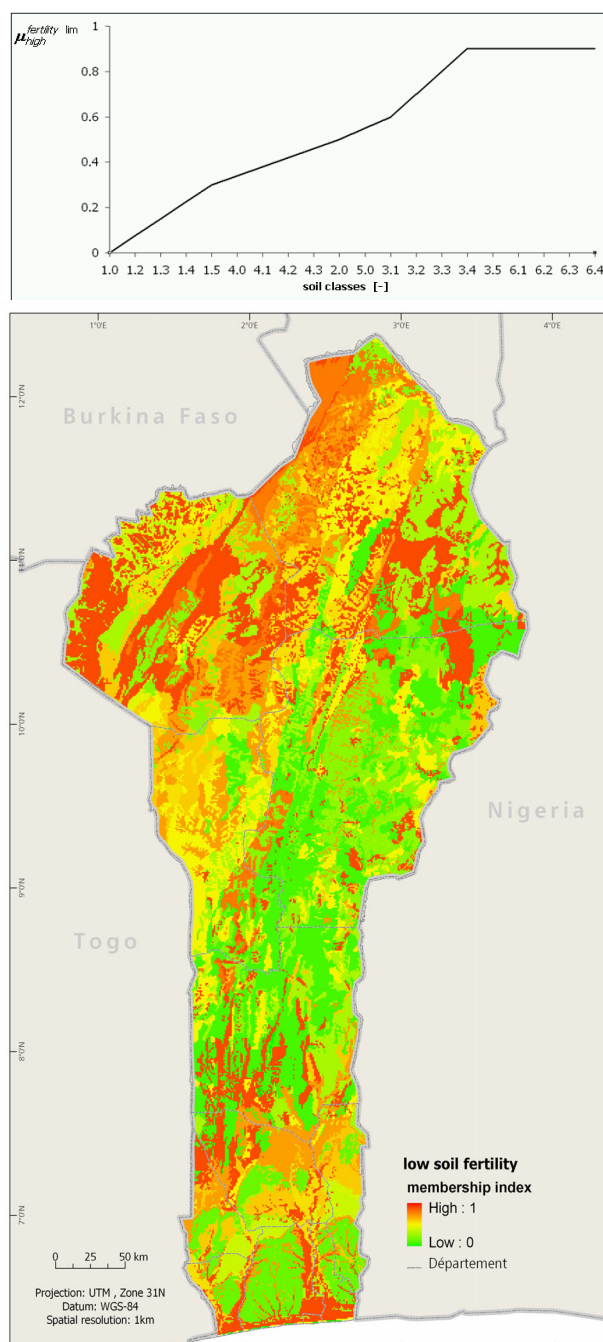 μ fertility lim high
1
0.8
0.6
0.4
0.2
0
1.0 1.2 1.3 1.4 1.5 4.0 4.1 4.2 4.3 2.0 5.0 3.1 3.2 3.3 3.4 3.5 6.1 6.2 6.3 6.4
soil classes [-]
1°0'E 2°0'E 3°0'E 4°0'E
12°0'N
Burkina Faso
11°0'N
10°0'N
Nigeria
9°0'N
Togo
8°0'N
low soil fertility
membership index
High : 1
Low : 0
Département
7°0'N
0 25 50 km
Projection: UTM , Zone 31N
Datum: WGS-84
Spatial resolution: 1km